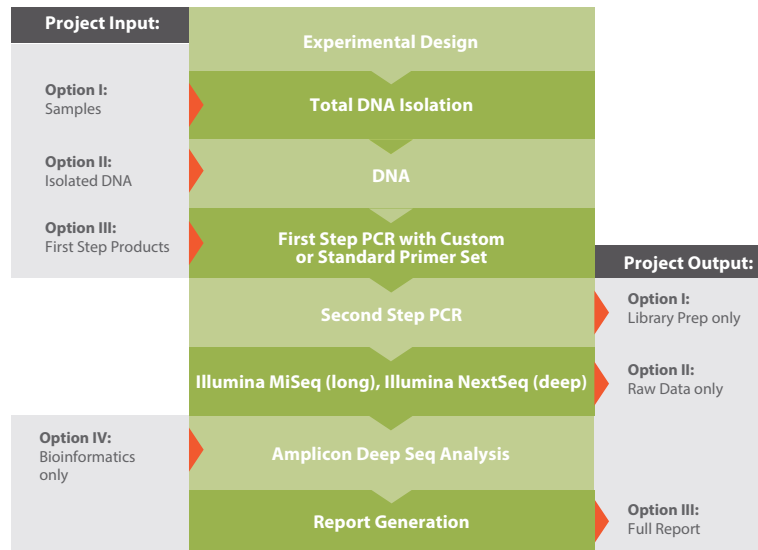 Project Input:
Experimental Design
Option I:
Samples
Total DNA Isolation
Option II:
Isolated DNA
DNA
Option III:
First Step Products
First Step PCR with Custom
or Standard Primer Set
Project Output:
Second Step PCR
Option I:
Library Prep only
Illumina MiSeq (long), Illumina NextSeq (deep)
Option II:
Raw Data only
Option IV:
Bioinformatics
only
Amplicon Deep Seq Analysis
Report Generation
Option III:
Full Report